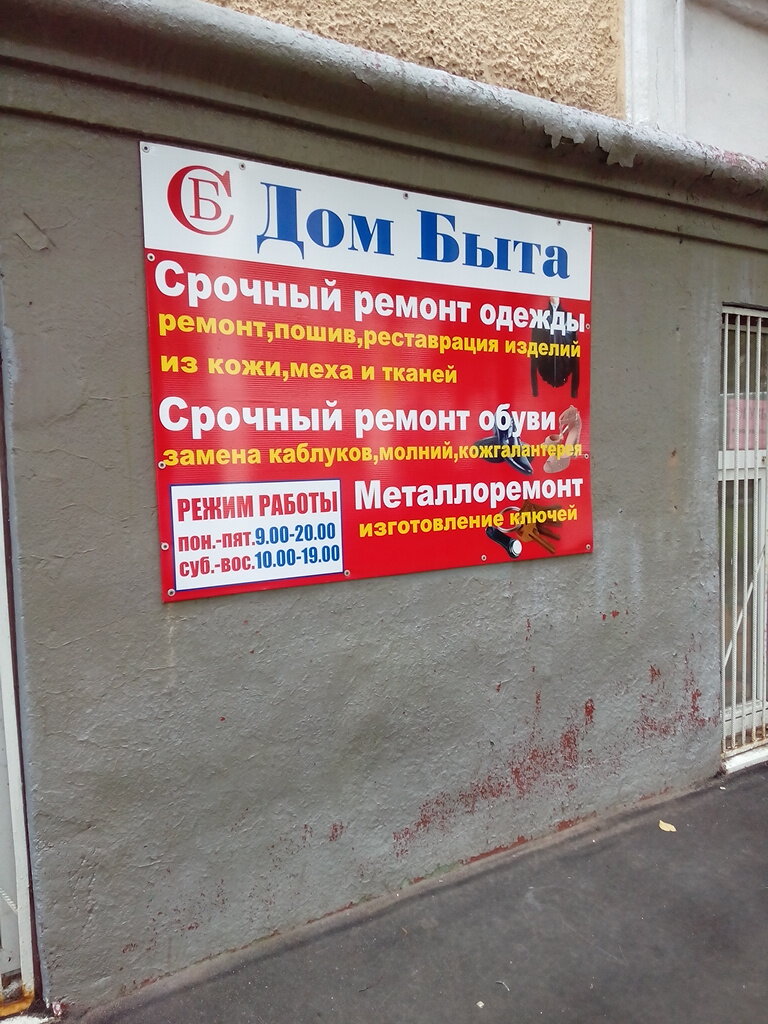 СБ Дом Быта
Срочный ремонт одежды
ремонт,пошив,реставрация изделий
из кожи,меха и тканей
Срочный ремонт обуви
замена каблуков,молний,кожгалантерея
Металлоремонт
изготовление ключей
РЕЖИМ РАБОТЫ
пон.-пят.9.00-20.00
суб.-вос.10.00-19.00